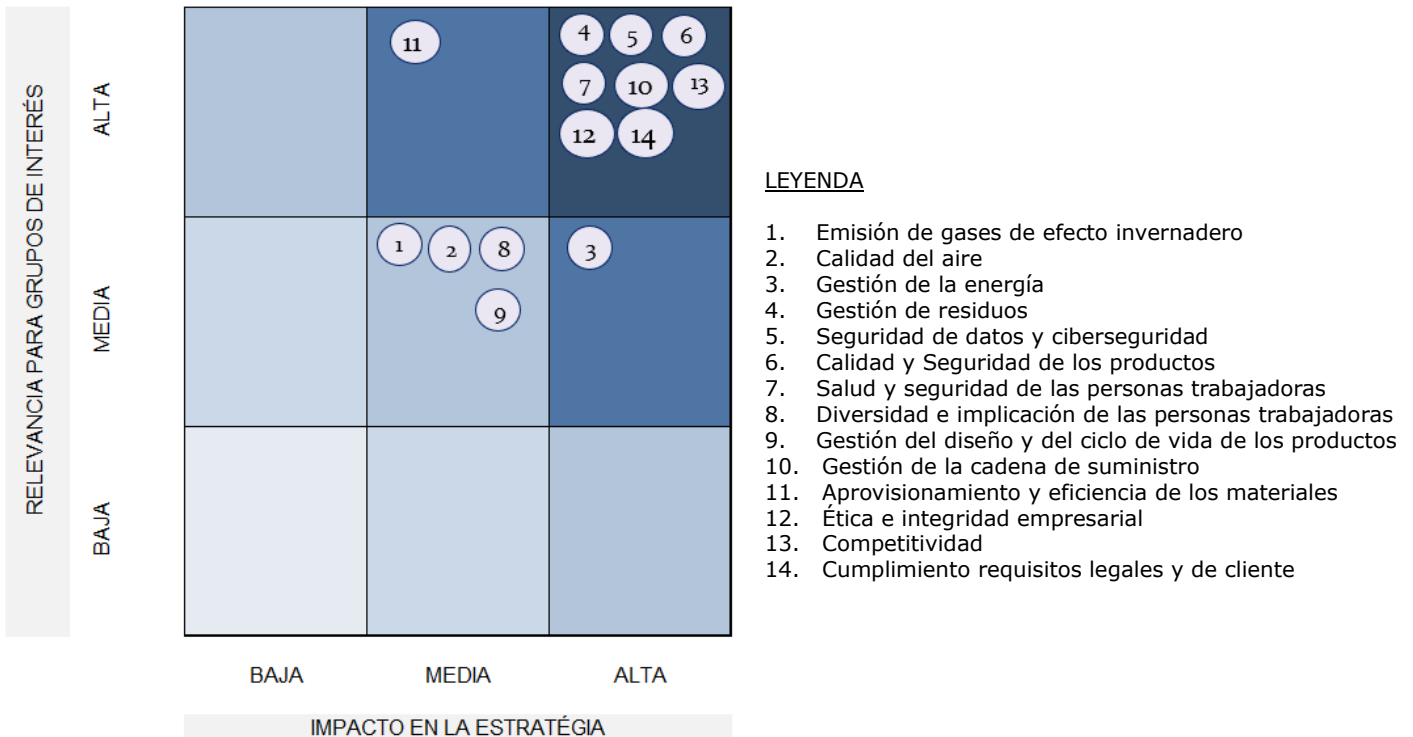 RELEVANCIA PARA GRUPOS DE INTERÉS
ALTA
MEDIA
BAJA
11
4 5 6
7 10 13
12 14
1 2 8
9
3
BAJA MEDIA ALTA
IMPACTO EN LA ESTRATÉGIA
LEYENDA
1. Emisión de gases de efecto invernadero
2. Calidad del aire
3. Gestión de la energía
4. Gestión de residuos
5. Seguridad de datos y ciberseguridad
6. Calidad y Seguridad de los productos
7. Salud y seguridad de las personas trabajadoras
8. Diversidad e implicación de las personas trabajadoras
9. Gestión del diseño y del ciclo de vida de los productos
10. Gestión de la cadena de suministro
11. Aprovisionamiento y eficiencia de los materiales
12. Ética e integridad empresarial
13. Competitividad
14. Cumplimiento requisitos legales y de cliente